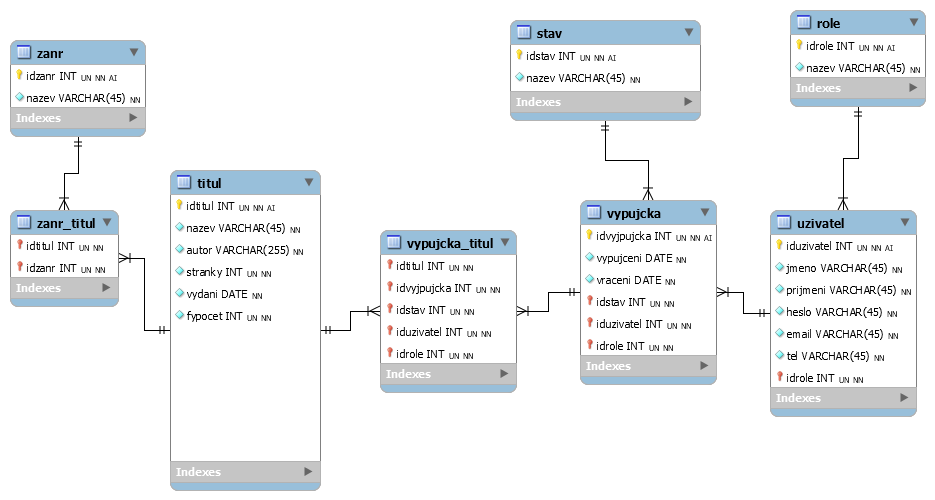 zanr
idzanr INT UN NN AI
nazev VARCHAR(45) NN
Indexes
zanr_titul
idtitul INT UN NN
idzanr INT UN NN
Indexes
titul
idtitul INT UN NN AI
nazev VARCHAR(45) NN
autor VARCHAR(255) NN
stranky INT UN NN
vydani DATE NN
fypocet INT UN NN
Indexes
vypujcka_titul
idtitul INT UN NN
idvyjpujcka INT UN NN
idstav INT UN NN
iduzivatel INT UN NN
idrole INT UN NN
Indexes
stav
idstav INT UN NN AI
nazev VARCHAR(45) NN
Indexes
vypujcka
idvyjpujcka INT UN NN AI
vypujceni DATE NN
vraceni DATE NN
idstav INT UN NN
iduzivatel INT UN NN
idrole INT UN NN
Indexes
role
idrole INT UN NN AI
nazev VARCHAR(45) NN
Indexes
uzivatel
iduzivatel INT UN NN AI
jmeno VARCHAR(45) NN
prijmeni VARCHAR(45) NN
heslo VARCHAR(45) NN
email VARCHAR(45) NN
tel VARCHAR(45) NN
idrole INT UN NN
Indexes